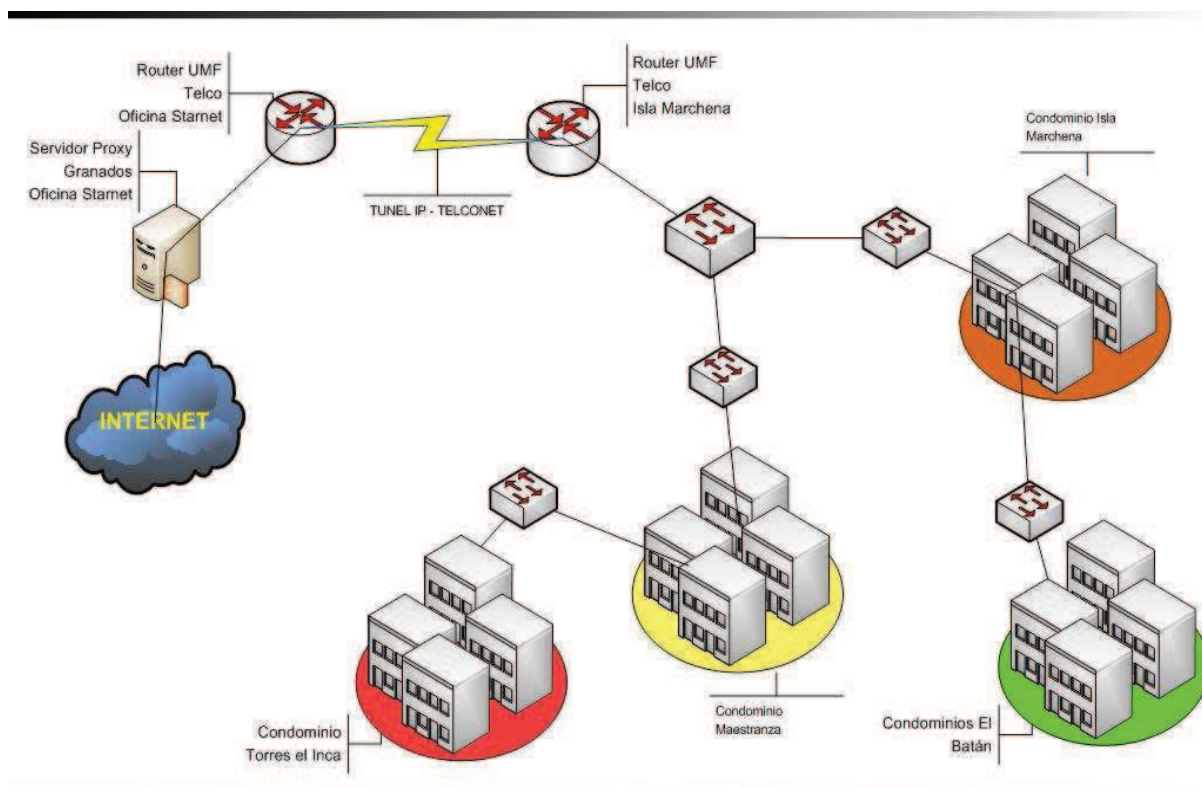 Router UMF
Telco
Oficina Starnet
Router UMF
Telco
Isla Marchena
Condominio Isla
Marchena
Servidor Proxy
Granados
Oficina Starnet
TUNEL IP - TELCONET
INTERNET
Condominio
Maestranza
Condominio
Torres el Inca
Condominios El
Batán